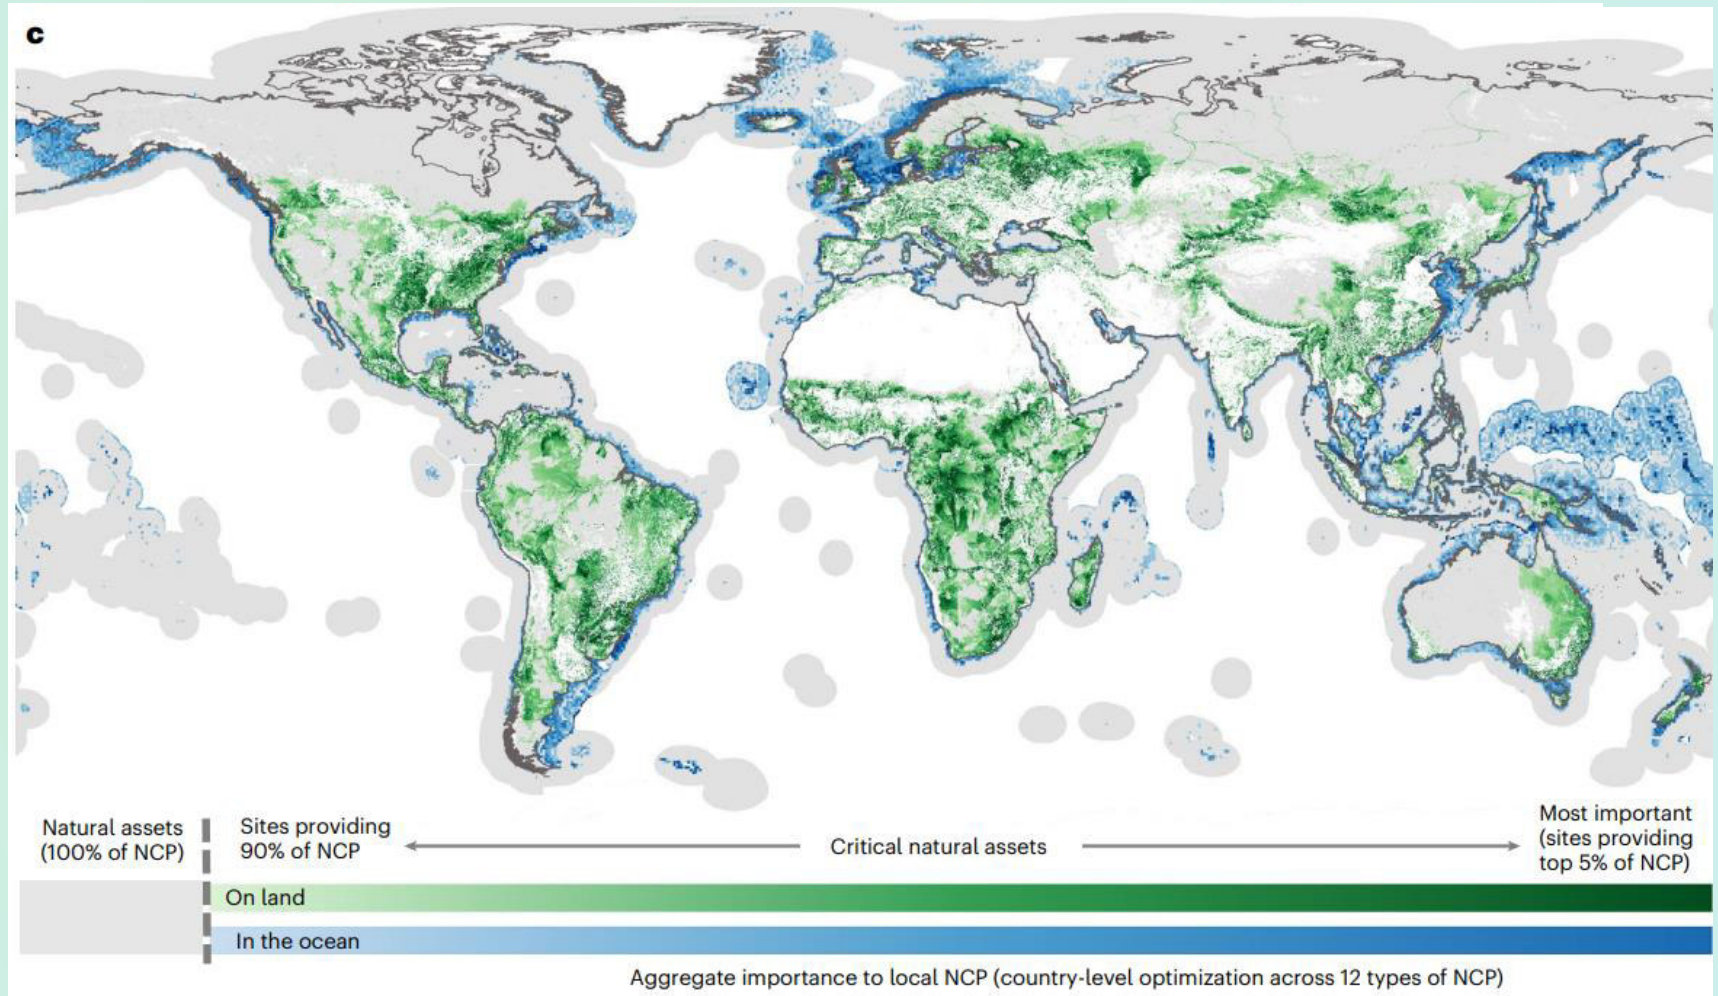 c
Natural assets
(100% of NCP)
Sites providing
90% of NCP
Critical natural assets
Most important
(sites providing
top 5% of NCP)
On land
In the ocean
Aggregate importance to local NCP (country-level optimization across 12 types of NCP)